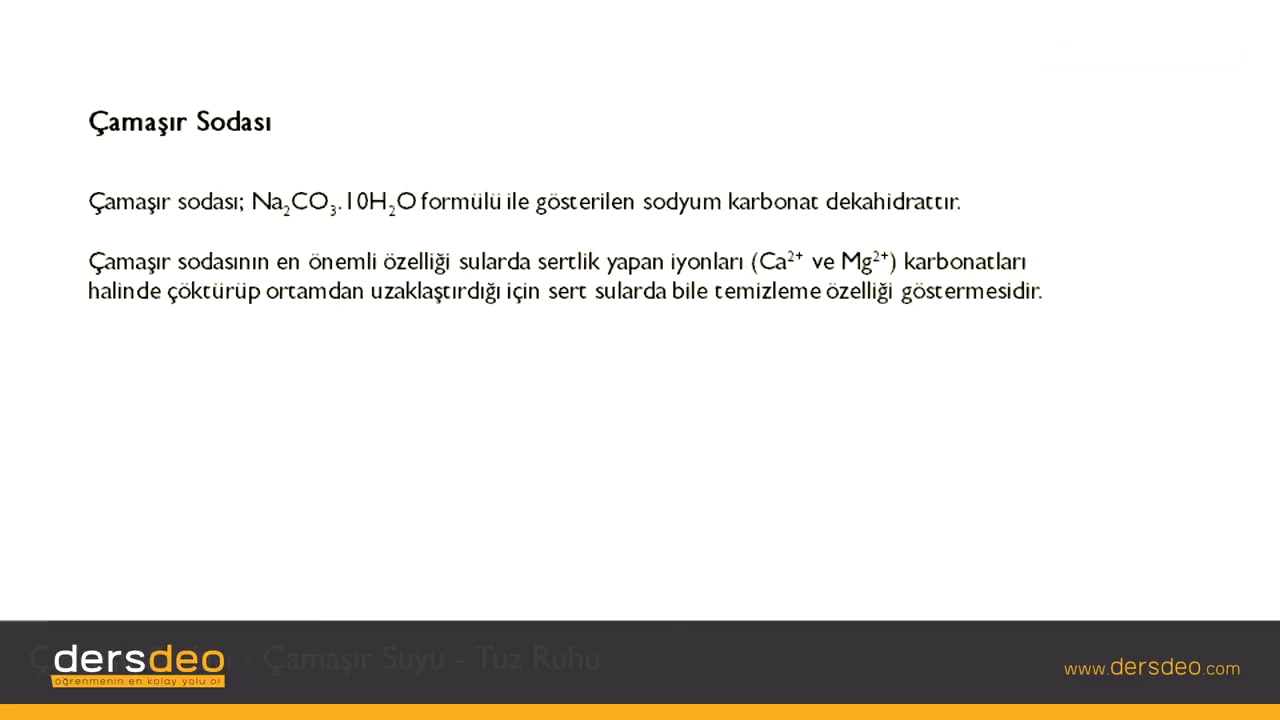 Çamaşır Sodası
Çamaşır sodası; Na₂CO₃.10H₂O formülü ile gösterilen sodyum karbonat dekahidrattır.
Çamaşır sodasının en önemli özelliği sularda sertlik yapan iyonları (Ca²⁺ ve Mg²⁺) karbonatları
halinde çöktürüp ortamdan uzaklaştırdığı için sert sularda bile temizleme özelliği göstermesidir.
- Çamaşır Suyu - Tuz Ruhu
dersdeo
öğrenmenin en kolay yolu!
www.dersdeo.com